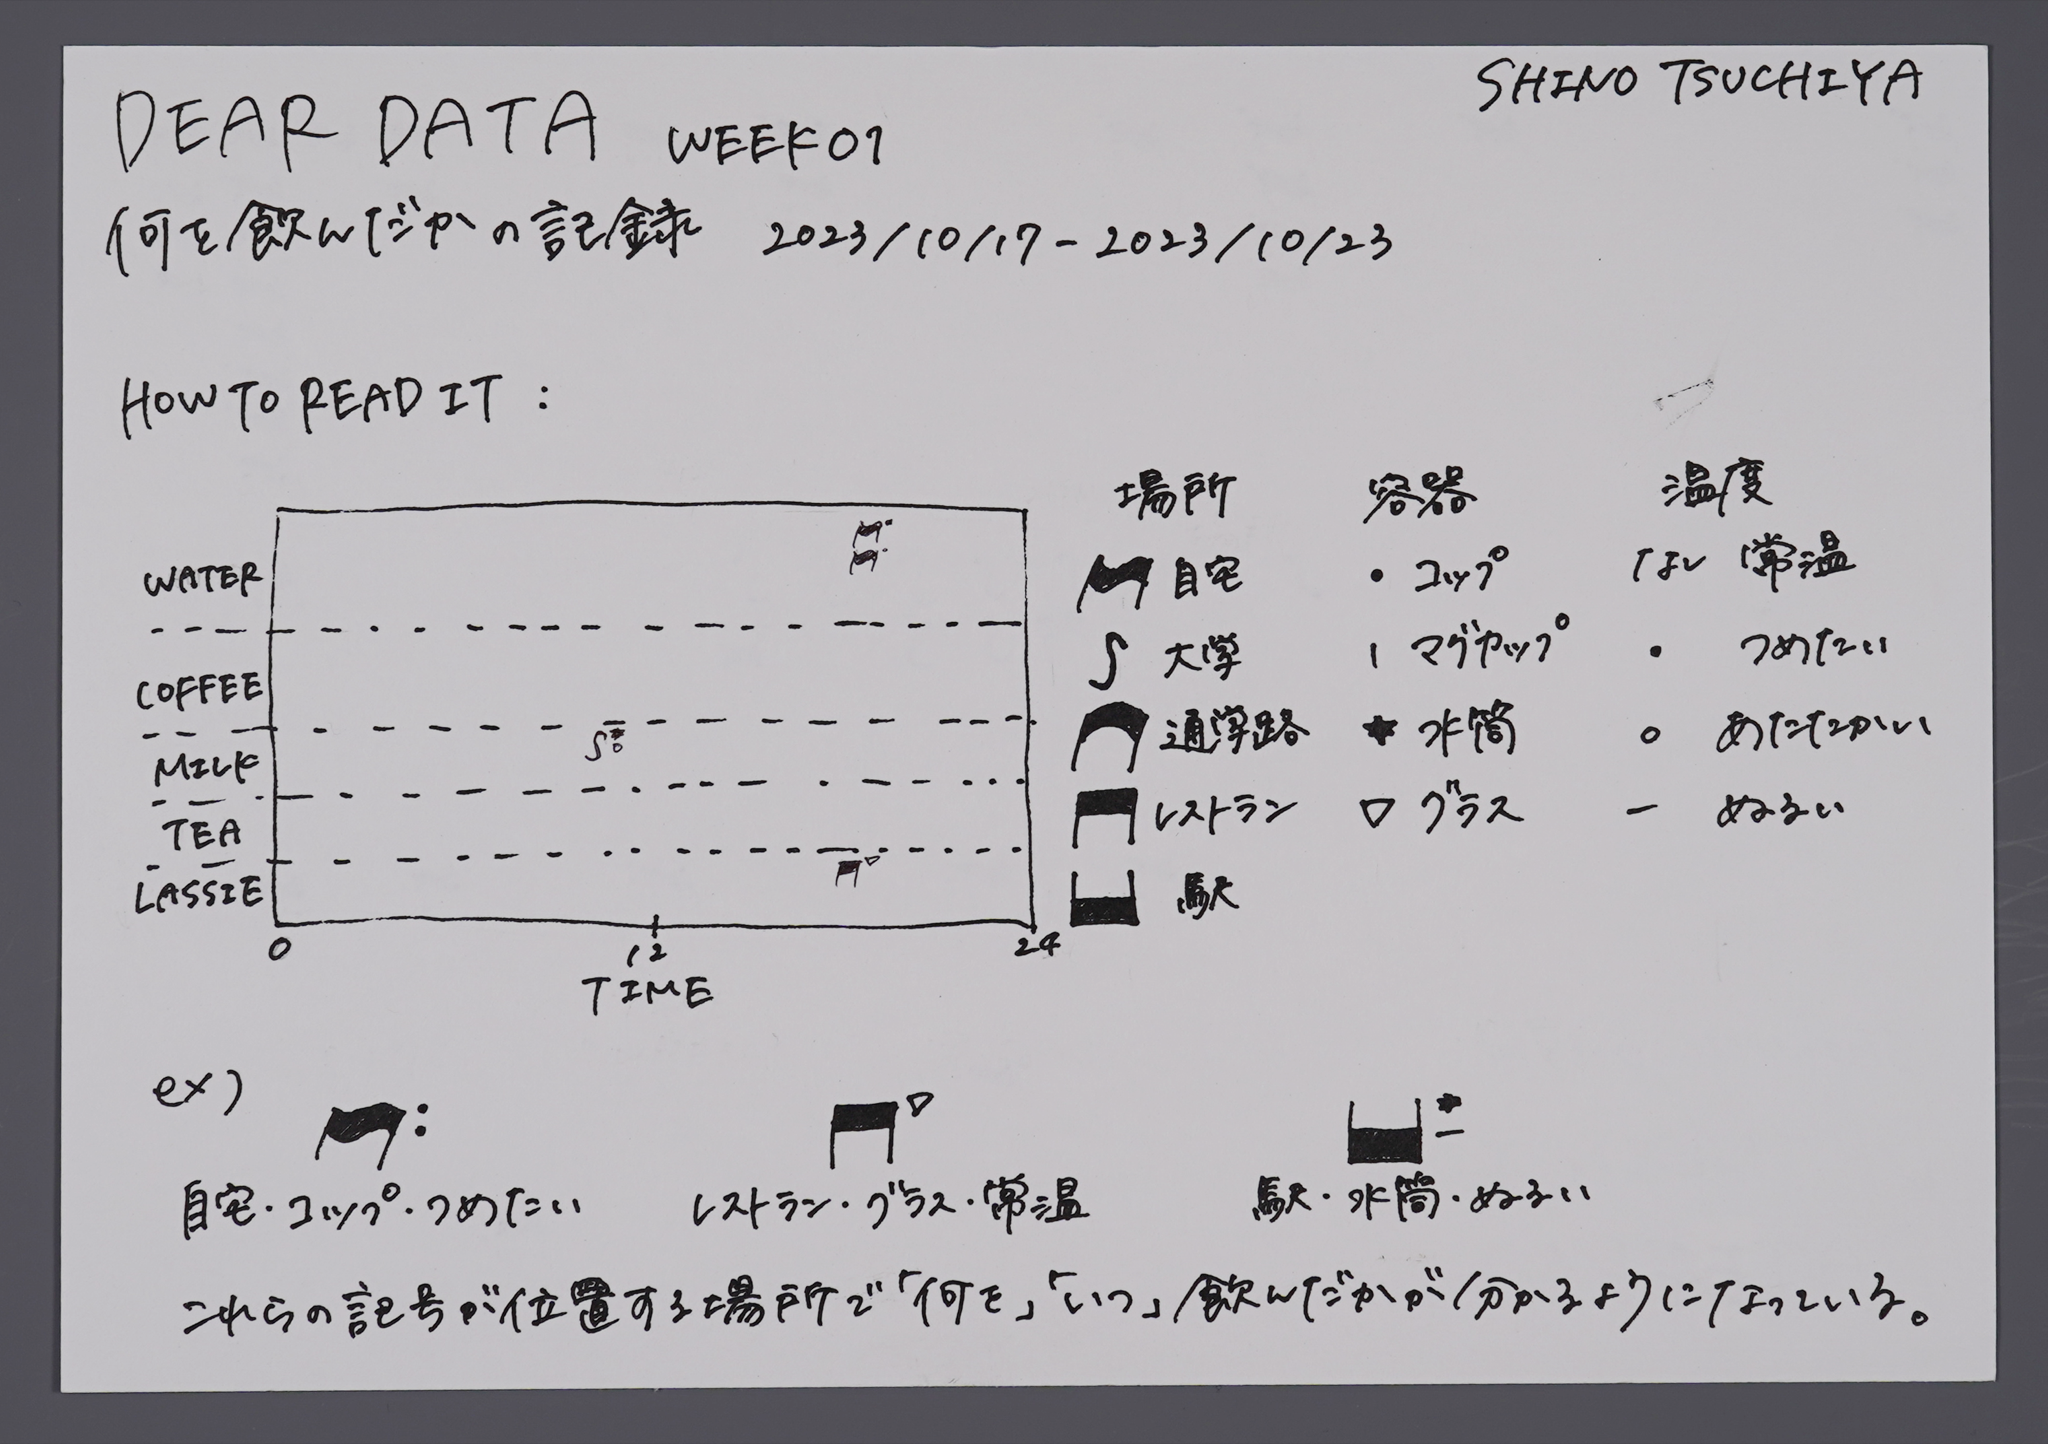 SHINO TSUCHIYA
DEAR DATA WEEK01
何を飲んだかの記録 2023/10/17-2023/10/23
HOW TO READ IT :
場所 容器 温度
WATER
自宅 ・ コップ なし 常温
大学 | マグカップ ・ つめたい
COFFEE
通学路 * 水筒 ○ あたたかい
MILK
レストラン ▽ グラス — ぬるい
TEA
LASSIE
駅
0 12 24
TIME
ex)
自宅・コップ・つめたい レストラン・グラス・常温 駅・水筒・ぬるい
これらの記号が位置する場所で「何を」「いつ」飲んだかが分かるようになっている。